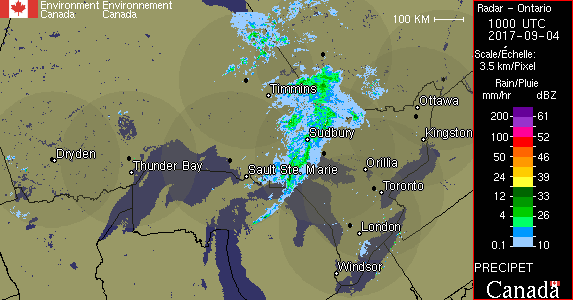 Environment Environnement
Canada Canada
100 KM
Timmins
Ottawa
Sudbury
Kingston
Dryden
Thunder Bay
Sault Ste. Marie
Orillia
Toronto
London
Windsor
Radar - Ontario
1000 UTC
2017-09-04
Scale/Échelle:
3.5 km/Pixel
Rain/Pluie
mm/hr dBZ
200 61
100 52
50 46
24 39
12 33
4 26
0.1 10
PRECIPET
Canada